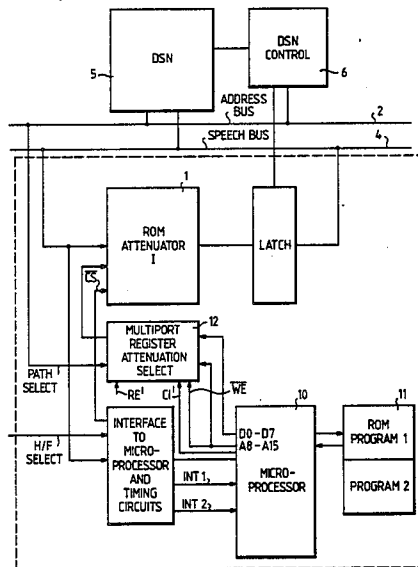 DSN
5
DSN
CONTROL
6
ADDRESS
BUS
2
SPEECH BUS
4
1
ROM
ATTENUATOR
I
LATCH
CS
12
MULTIPORT
REGISTER
ATTENUATION
SELECT
PATH
SELECT
RE'
CI'
WE
10
11
H/F
SELECT
INTERFACE
TO
MICRO-
PROCESSOR
AND
TIMING
CIRCUITS
D0-D7
A8-A15
MICRO-
PROCESSOR
ROM
PROGRAM 1
PROGRAM 2
INT 1
INT 2